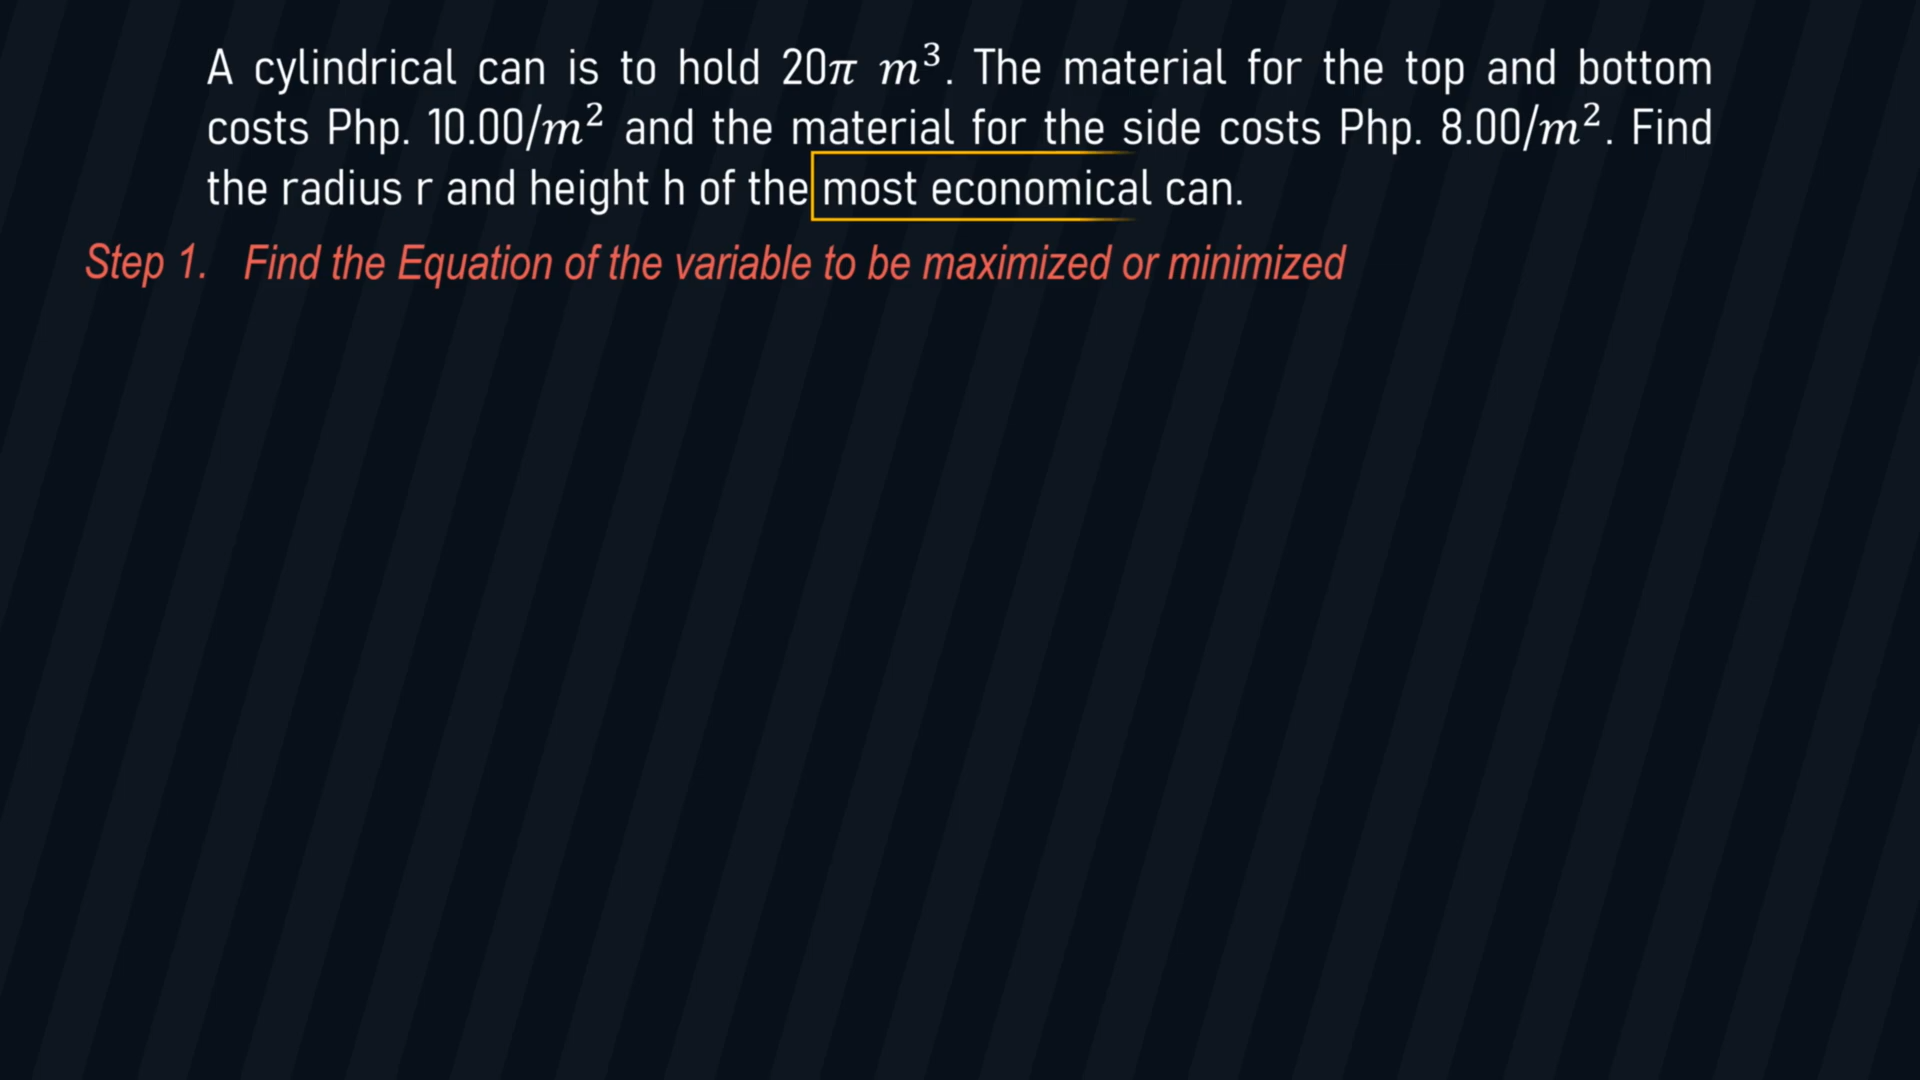 A cylindrical can is to hold 20π m³. The material for the top and bottom
costs Php. 10.00/m² and the material for the side costs Php. 8.00/m². Find
the radius r and height h of the most economical can.
Step 1. Find the Equation of the variable to be maximized or minimized